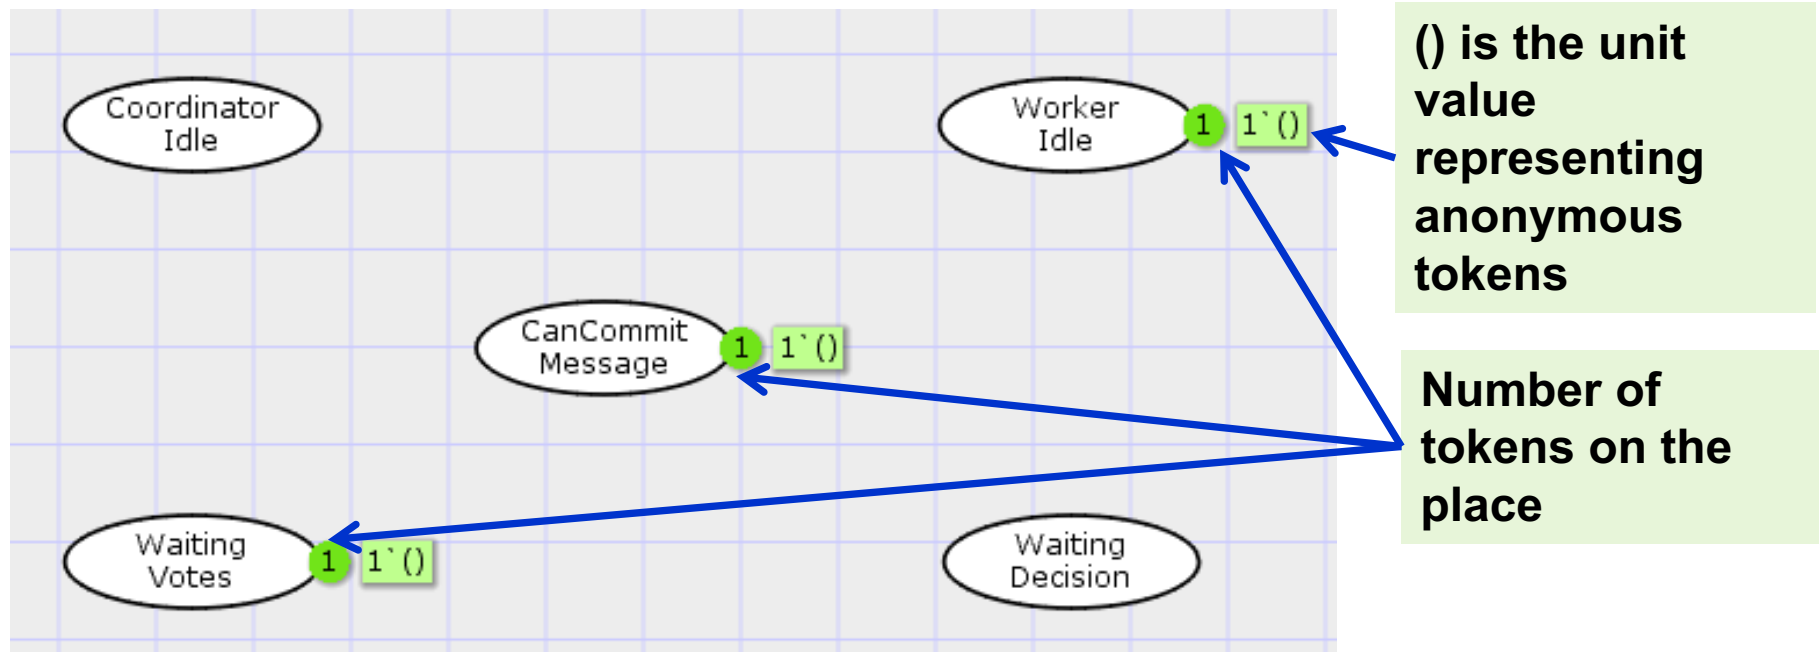 Coordinator
Idle
Worker
Idle
1 1`()
() is the unit
value
representing
anonymous
tokens
CanCommit
Message
1 1`()
Number of
tokens on the
place
Waiting
Votes
1 1`()
Waiting
Decision